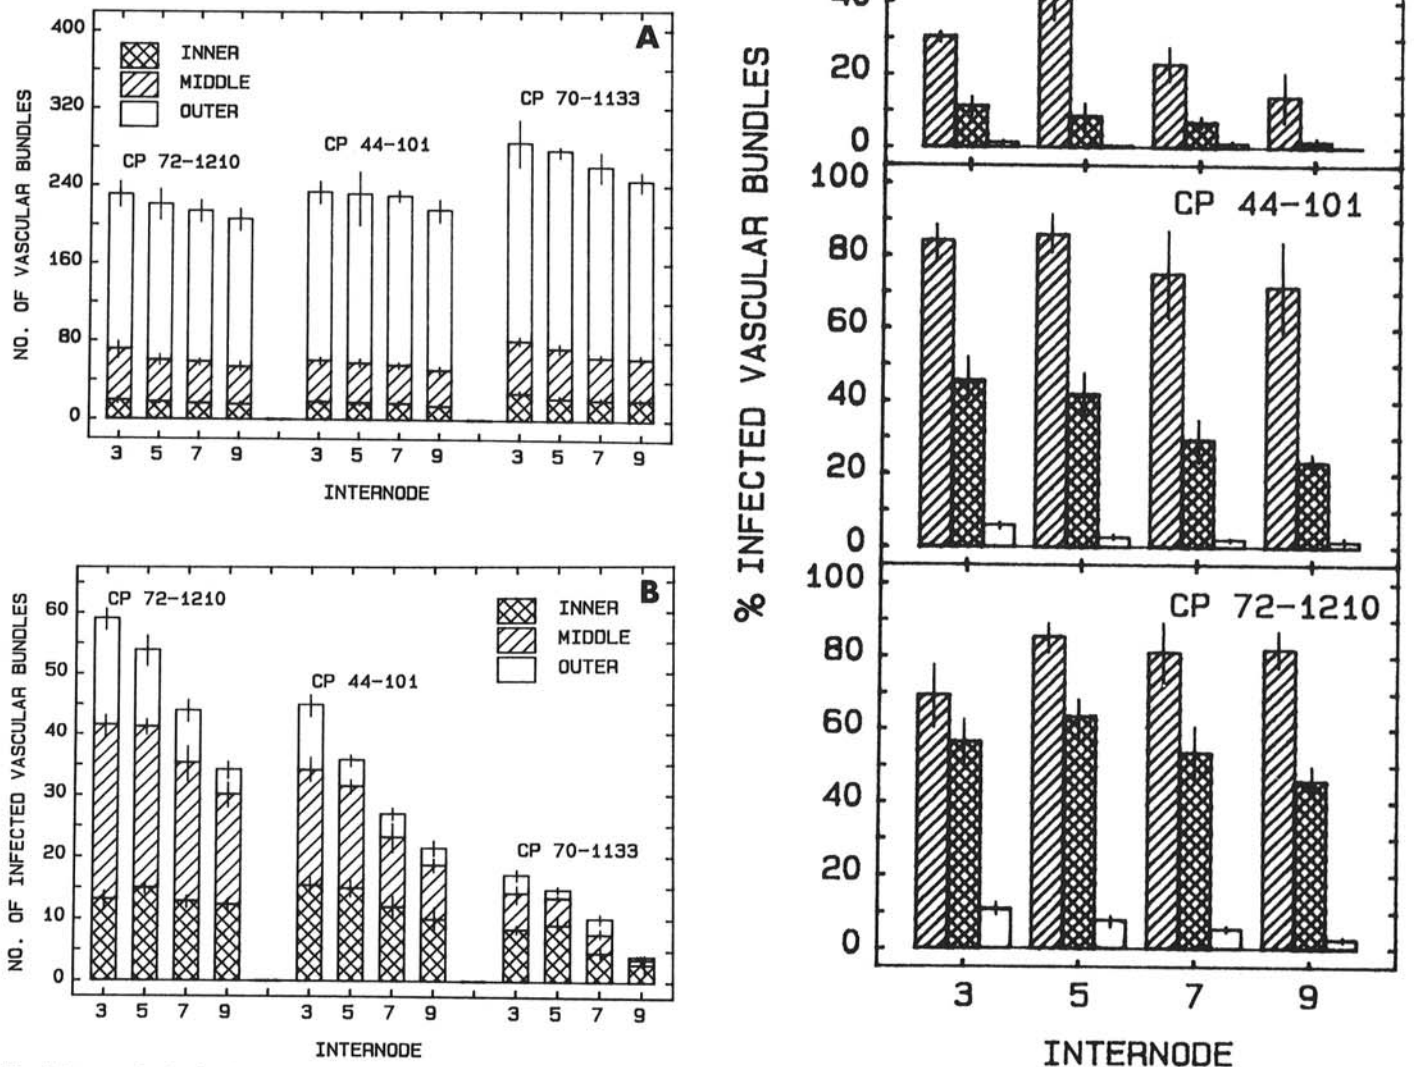 400
320
240
160
80
0
NO. OF VASCULAR BUNDLES
A
INNER
MIDDLE
OUTER
CP 72-1210
CP 44-101
CP 70-1133
3 5 7 9 3 5 7 9 3 5 7 9
INTERNODE
60
50
40
30
20
10
0
NO. OF INFECTED VASCULAR BUNDLES
B
INNER
MIDDLE
OUTER
CP 72-1210
CP 44-101
CP 70-1133
3 5 7 9 3 5 7 9 3 5 7 9
INTERNODE
% INFECTED VASCULAR BUNDLES
20
0
100
80
60
40
20
0
CP 44-101
100
80
60
40
20
0
CP 72-1210
3 5 7 9
INTERNODE